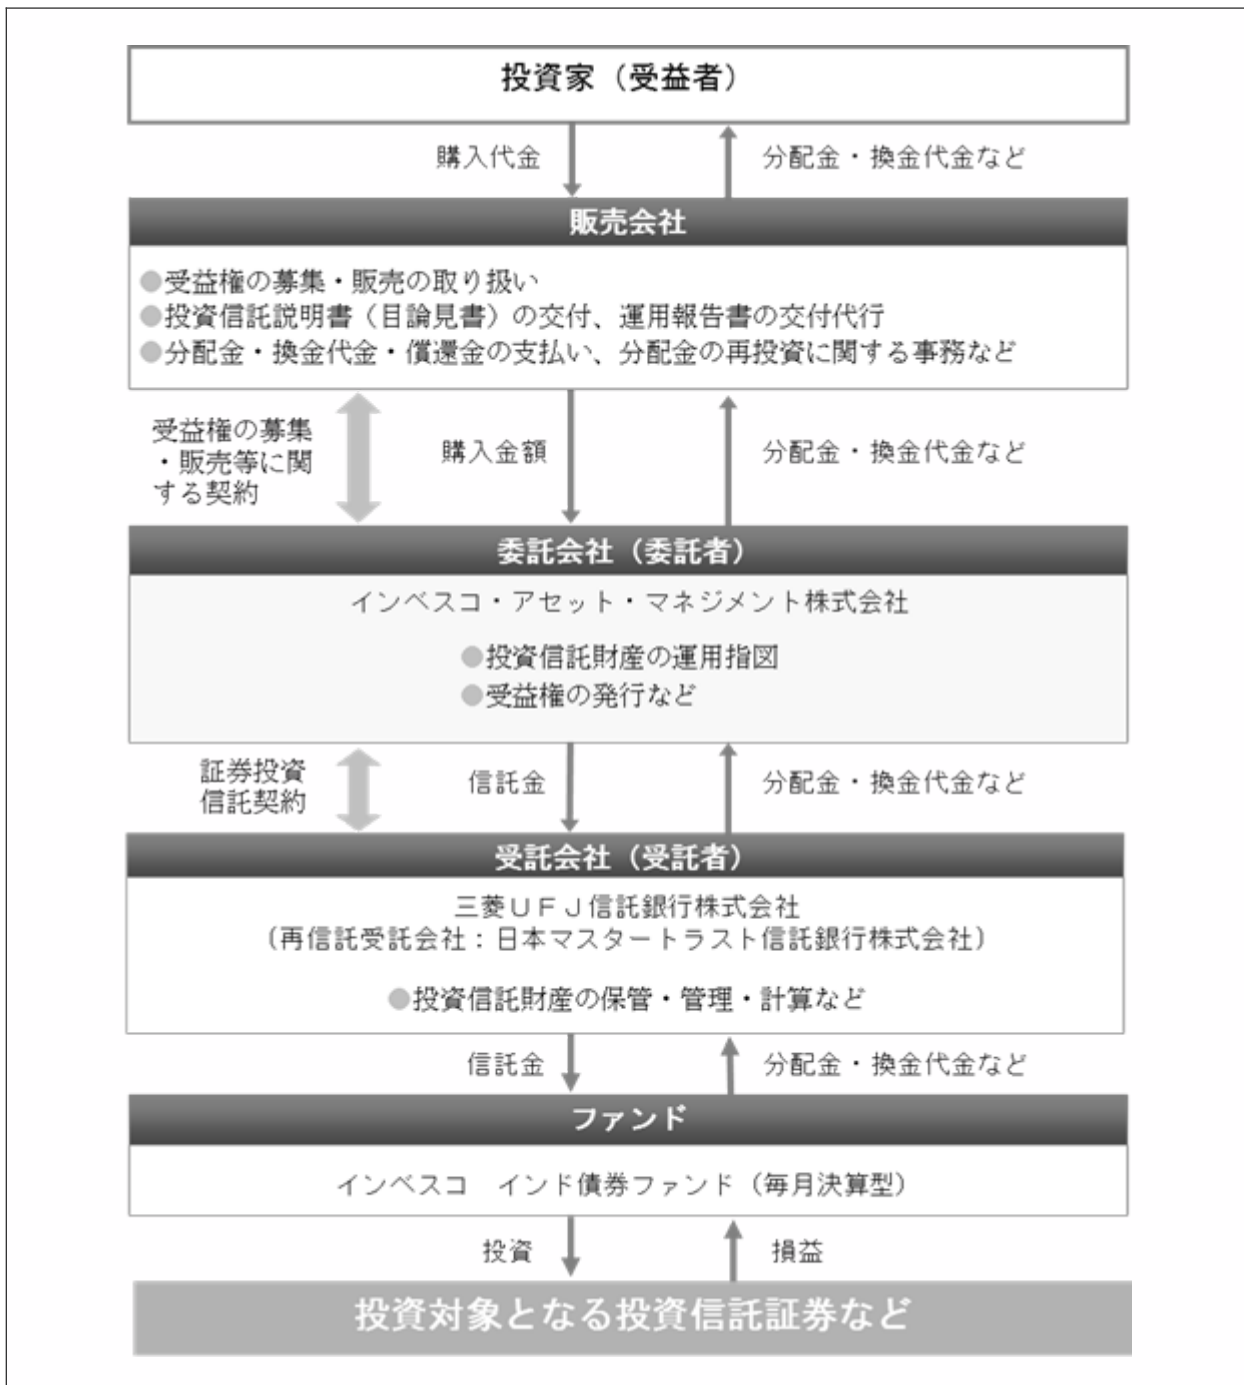 投資家（受益者）
購入代金
分配金・換金代金など
販売会社
●受益権の募集・販売の取り扱い
●投資信託説明書（目論見書）の交付、運用報告書の交付代行
●分配金・換金代金・償還金の支払い、分配金の再投資に関する事務など
受益権の募集
・販売等に関
する契約
購入金額
分配金・換金代金など
委託会社（委託者）
インベスコ・アセット・マネジメント株式会社
●投資信託財産の運用指図
●受益権の発行など
証券投資
信託契約
信託金
分配金・換金代金など
受託会社（受託者）
三菱ＵＦＪ信託銀行株式会社
（再信託受託会社：日本マスタートラスト信託銀行株式会社）
●投資信託財産の保管・管理・計算など
信託金
分配金・換金代金など
ファンド
インベスコ　インド債券ファンド（毎月決算型）
投資
損益
投資対象となる投資信託証券など